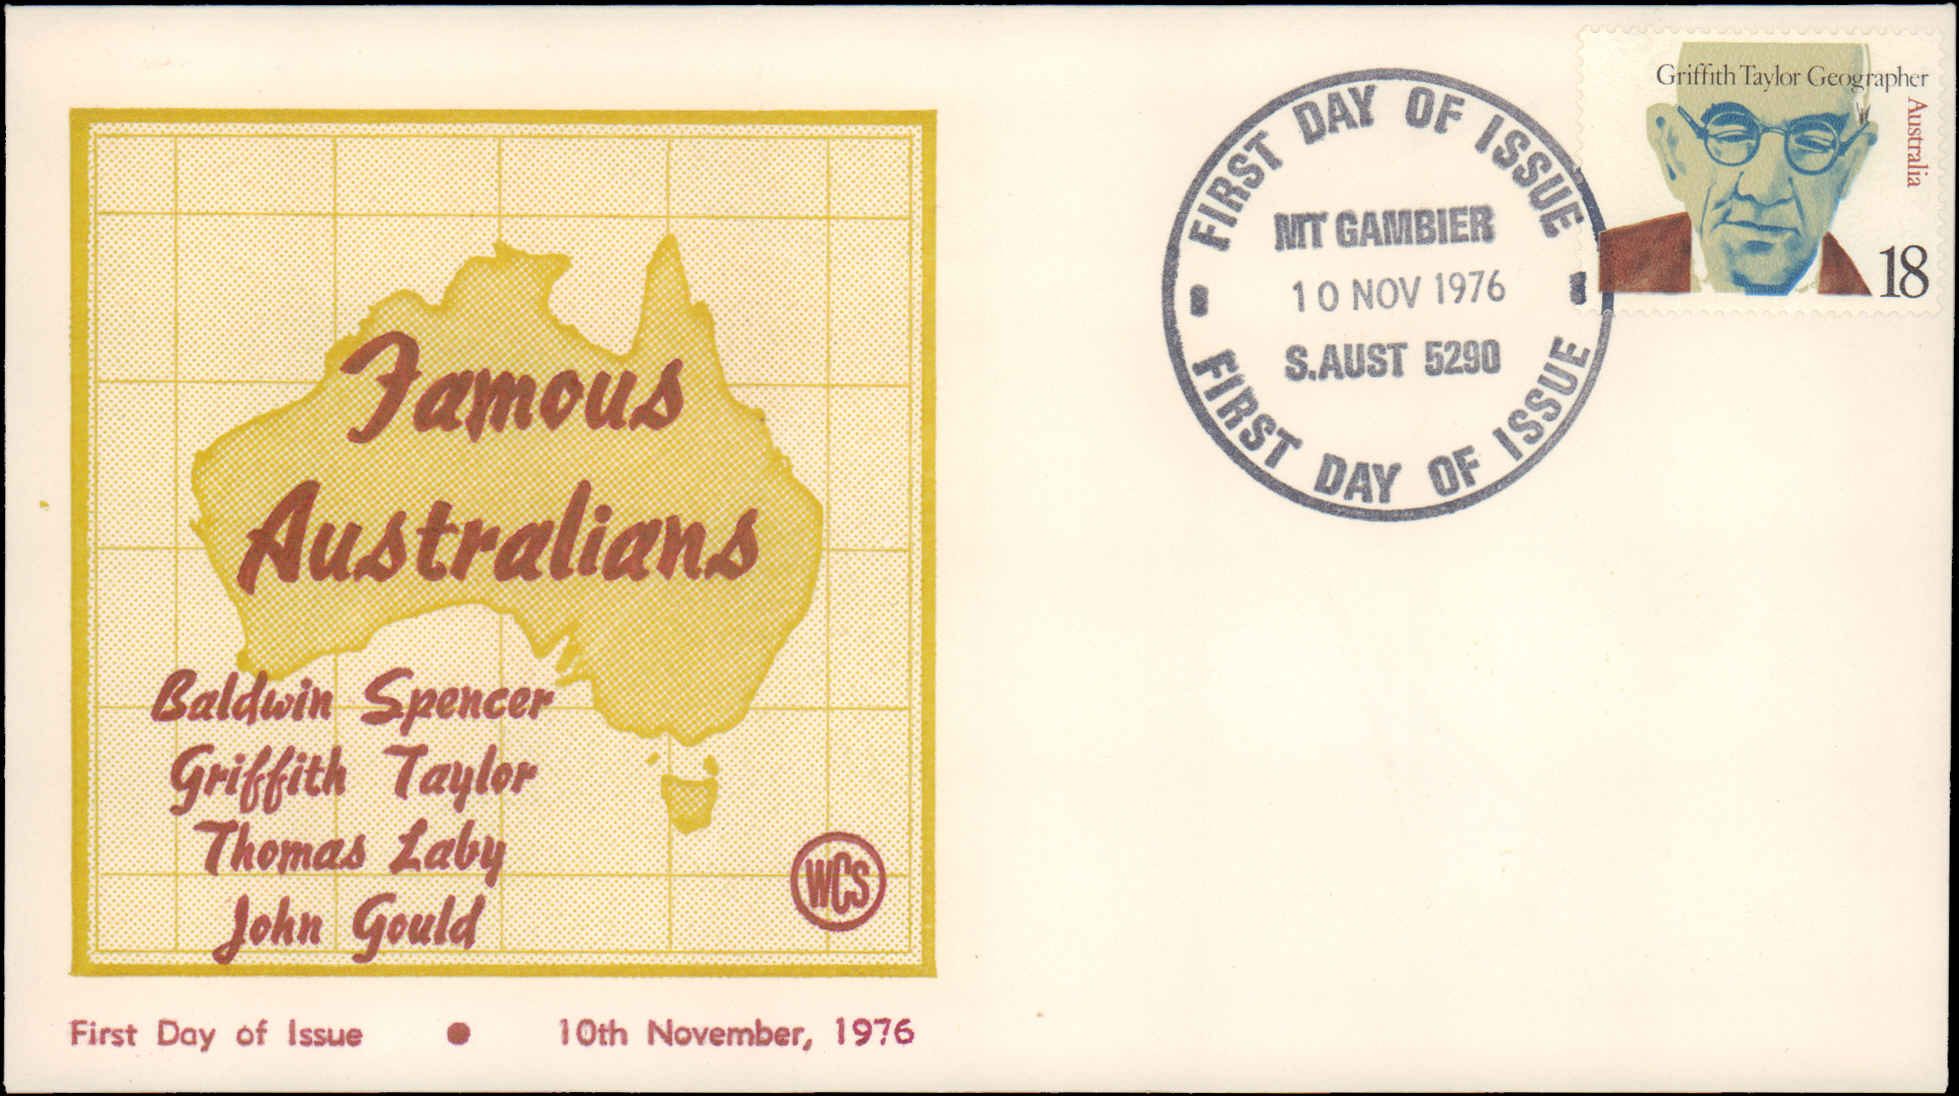 Griffith Taylor Geographer
Australia
18
FIRST DAY OF ISSUE
MT GAMBIER
10 NOV 1976
S.AUST 5290
FIRST DAY OF ISSUE
Famous
Australians
Baldwin Spencer
Griffith Taylor
Thomas Laby
John Gould
WCS
First Day of Issue • 10th November, 1976